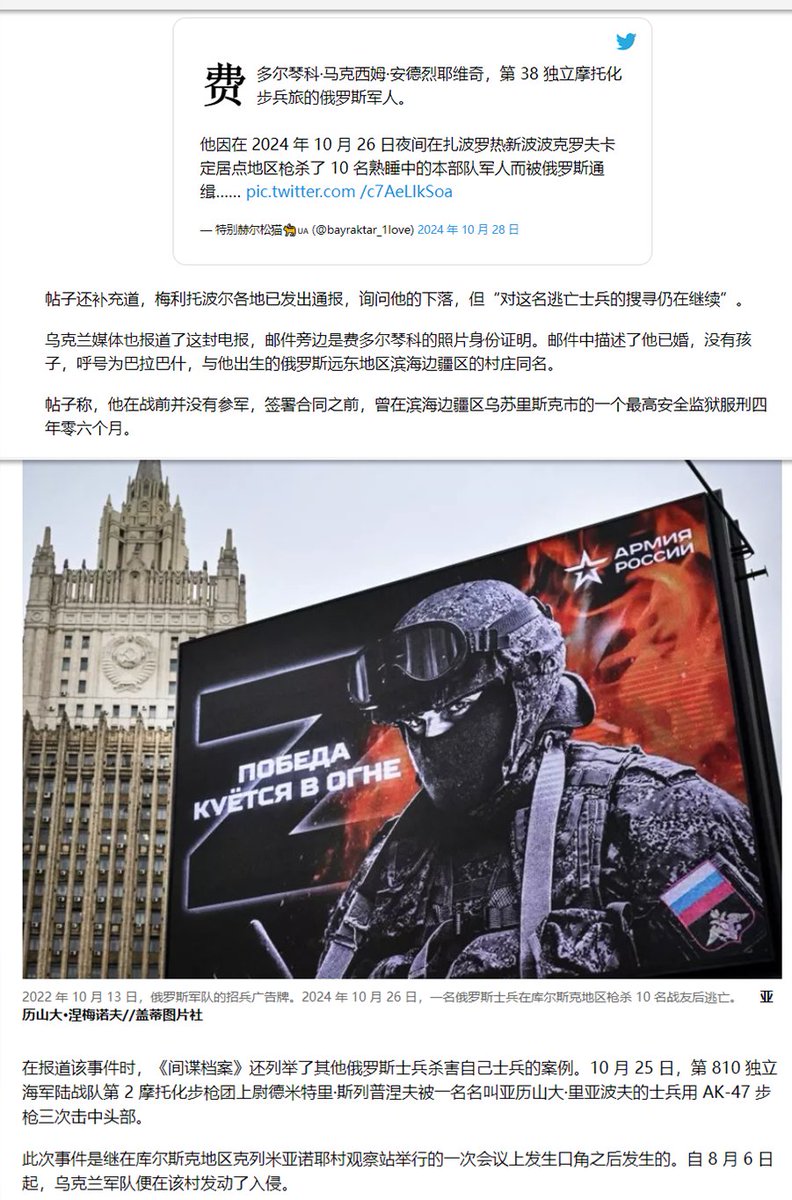 费多尔琴科·马克西姆·安德烈耶维奇，第 38 独立摩托化
步兵旅的俄罗斯军人。
他因在 2024 年 10 月 26 日夜间在扎波罗热新波波克罗夫卡
定居点地区枪杀了 10 名熟睡中的本部队军人而被俄罗斯通
缉...... pic.twitter.com /c7AeLIkSoa
— 特别赫尔松猫🐈UA (@bayraktar_1love) 2024 年 10 月 28 日
帖子还补充道，梅利托波尔各地已发出通报，询问他的下落，但“对这名逃亡士兵的搜寻仍在继续”。
乌克兰媒体也报道了这封电报，邮件旁边是费多尔琴科的照片身份证明。邮件中描述了他已婚，没有孩
子，呼号为巴拉巴什，与他出生的俄罗斯远东地区滨海边疆区的村庄同名。
帖子称，他在战前并没有参军，签署合同之前，曾在滨海边疆区乌苏里斯克市的一个最高安全监狱服刑四
年零六个月。
АРМИЯ
РОССИИ
Z
ПОБЕДА
КУЁТСЯ В ОГНЕ
2022 年 10 月 13 日，俄罗斯军队的招兵广告牌。2024 年 10 月 26 日，一名俄罗斯士兵在库尔斯克地区枪杀 10 名战友后逃亡。 亚
历山大·涅梅诺夫//盖蒂图片社
在报道该事件时，《间谍档案》还列举了其他俄罗斯士兵杀害自己士兵的案例。10 月 25 日，第 810 独立
海军陆战队第 2 摩托化步枪团上尉德米特里·斯列普涅夫被一名名叫亚历山大·里亚波夫的士兵用 AK-47 步
枪三次击中头部。
此次事件是继在库尔斯克地区克列米亚诺耶村观察站举行的一次会议上发生口角之后发生的。自 8 月 6 日
起，乌克兰军队便在该村发动了入侵。